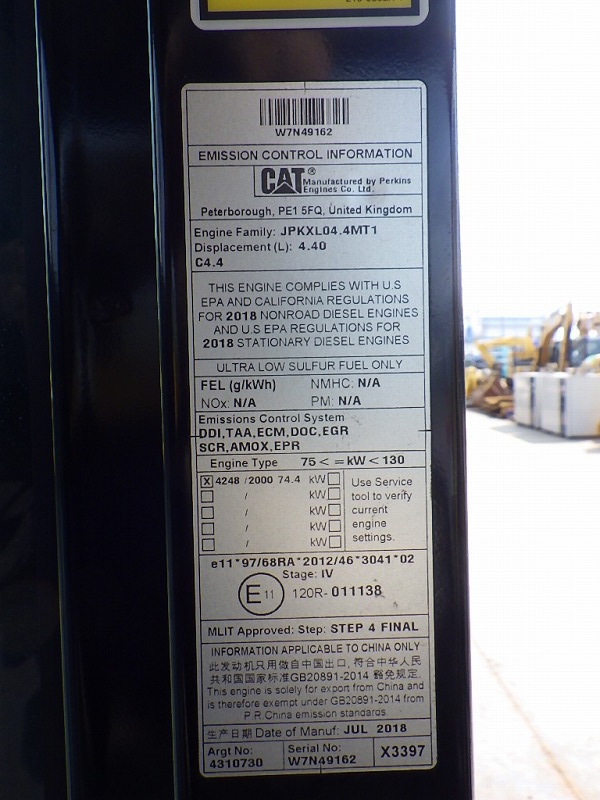 W7N49162
EMISSION CONTROL INFORMATION
CAT® Manufactured by Perkins
Engines Co. Ltd.
Peterborough, PE1 5FQ, United Kingdom
Engine Family: JPKXL04.4MT1
Displacement (L): 4.40
C4.4
THIS ENGINE COMPLIES WITH U.S
EPA AND CALIFORNIA REGULATIONS
FOR 2018 NONROAD DIESEL ENGINES
AND U.S EPA REGULATIONS FOR
2018 STATIONARY DIESEL ENGINES
ULTRA LOW SULFUR FUEL ONLY
FEL (g/kWh) NMHC: N/A
NOx: N/A PM: N/A
Emissions Control System
DDI,TAA,ECM,DOC,EGR
SCR,AMOX,EPR
Engine Type 75 < = kW < 130
X 4248 / 2000 74.4 kW
/ kW
/ kW
/ kW
/ kW
Use Service
tool to verify
current
engine
settings.
e11*97/68RA*2012/46*3041*02
Stage: IV
E11 120R-011138
MLIT Approved: Step: STEP 4 FINAL
INFORMATION APPLICABLE TO CHINA ONLY
此发动机只用做自中国出口, 符合中华人民
共和国国家标准GB20891-2014 豁免规定.
This engine is solely for export from China and
is therefore exempt under GB20891-2014 from
P.R.China emission standards.
生产日期 Date of Manuf: JUL 2018
Argt No:
4310730
Serial No:
W7N49162
X3397